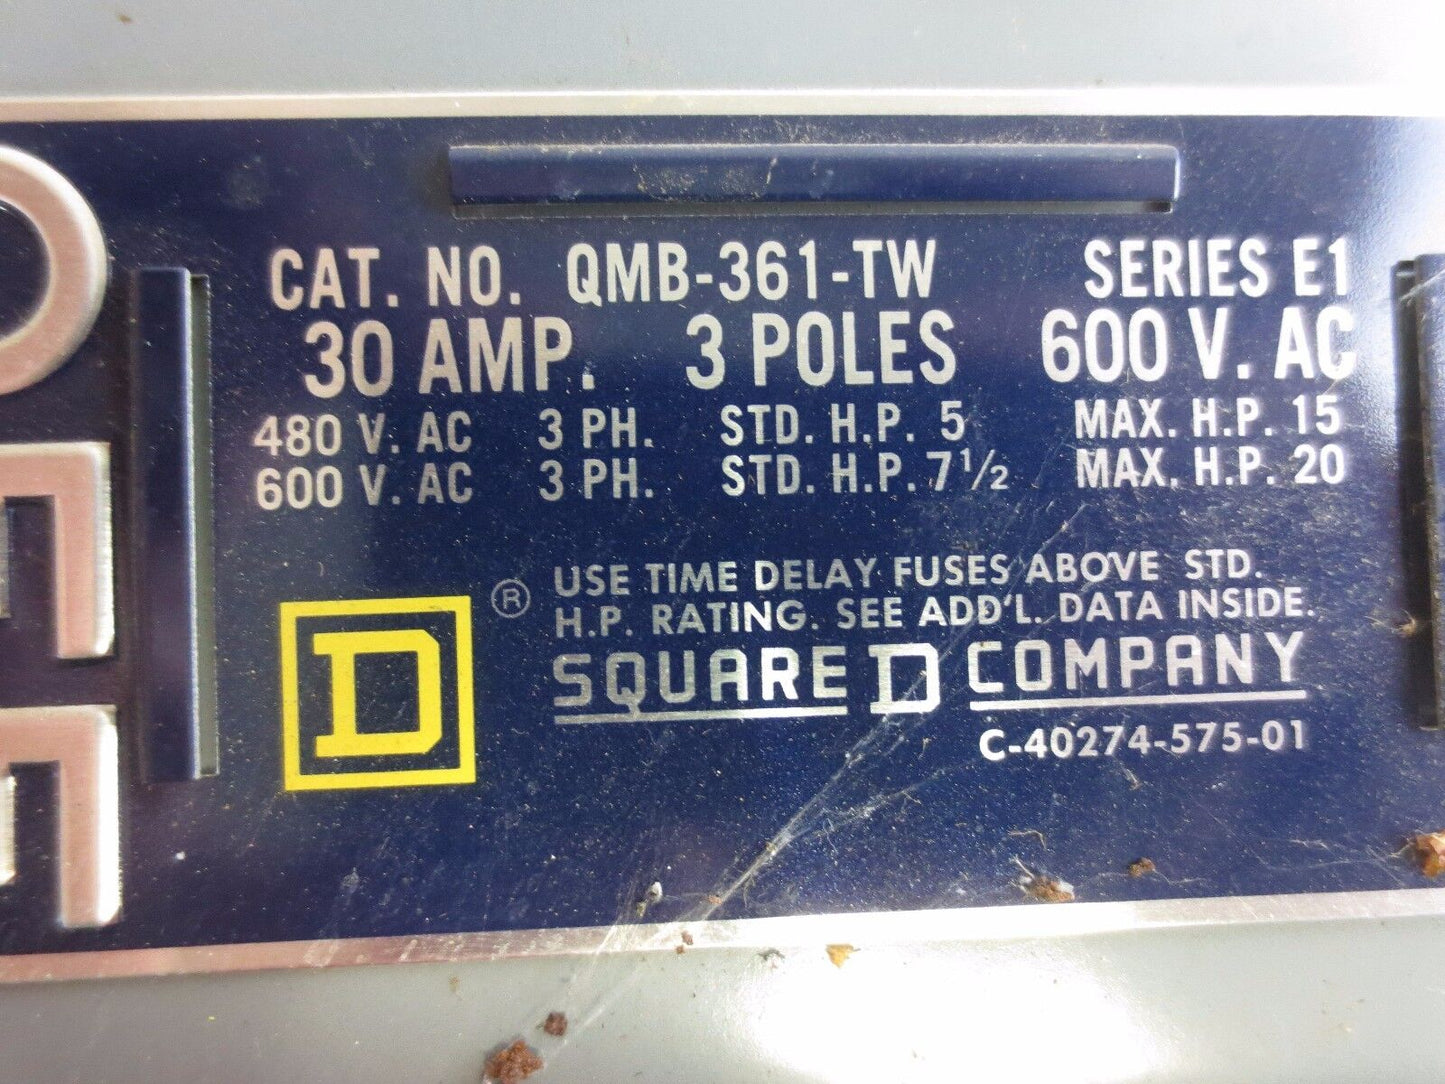 CAT. NO. QMB-361-TW SERIES E1
30 AMP. 3 POLES 600 V. AC
480 V. AC 3 PH. STD. H.P. 5 MAX. H.P. 15
600 V. AC 3 PH. STD. H.P. 7 1/2 MAX. H.P. 20
® USE TIME DELAY FUSES ABOVE STD.
H.P. RATING. SEE ADD'L. DATA INSIDE.
D
SQUARE D COMPANY
C-40274-575-01